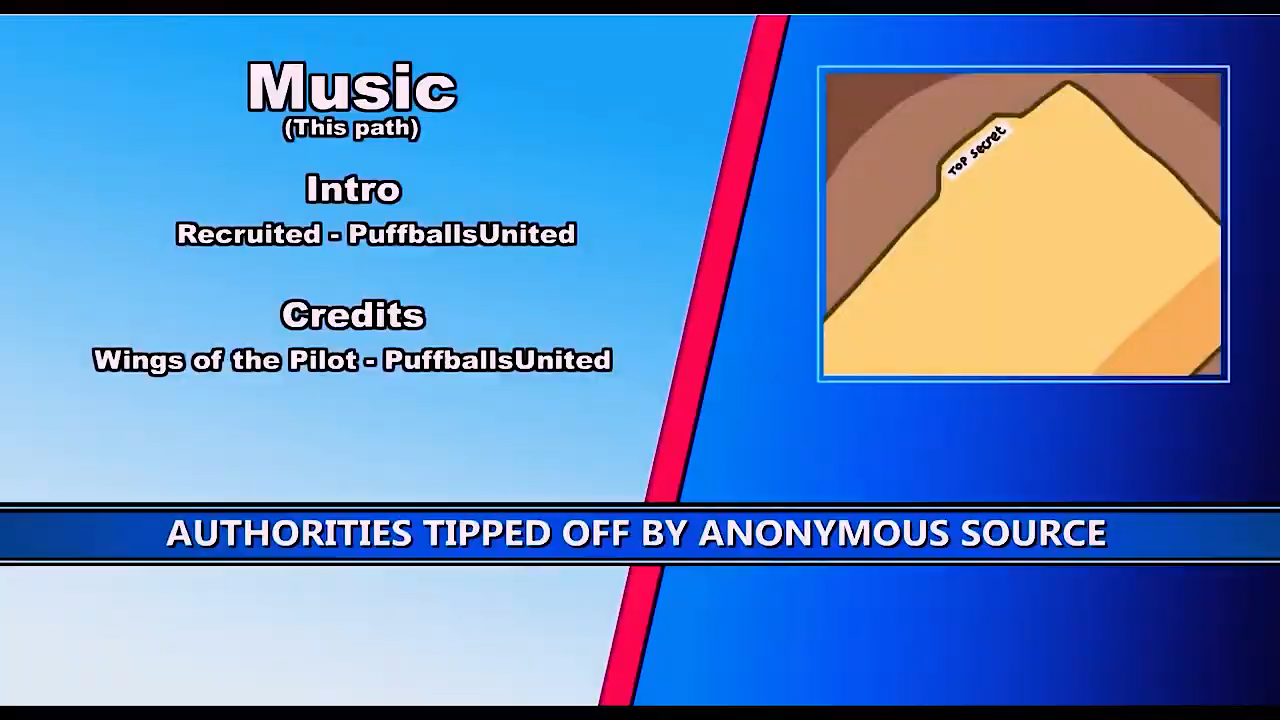 Music
(This path)
Intro
Recruited - PuffballsUnited
Credits
Wings of the Pilot - PuffballsUnited
TOP secret
AUTHORITIES TIPPED OFF BY ANONYMOUS SOURCE